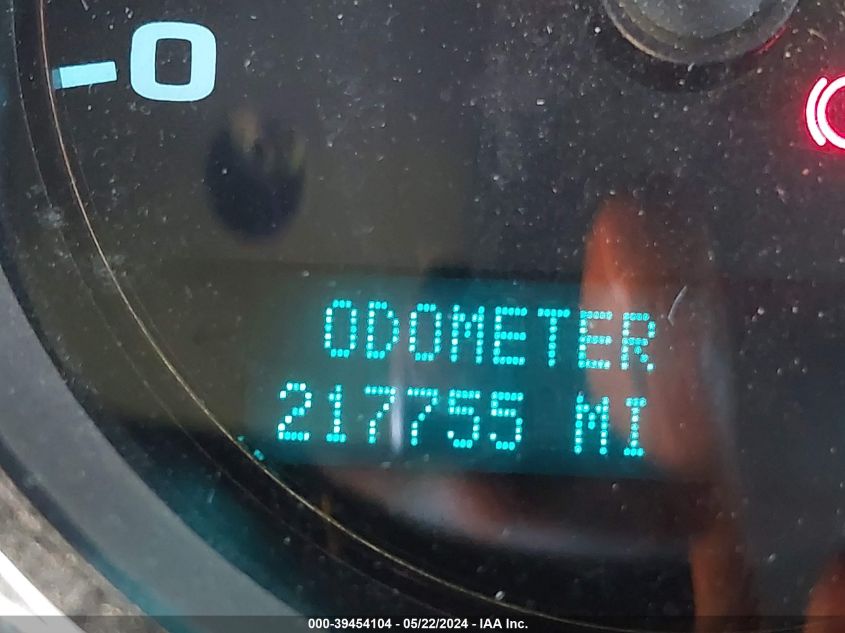 0
ODOMETER
217755 MI
000-39454104 - 05/22/2024 - IAA Inc.